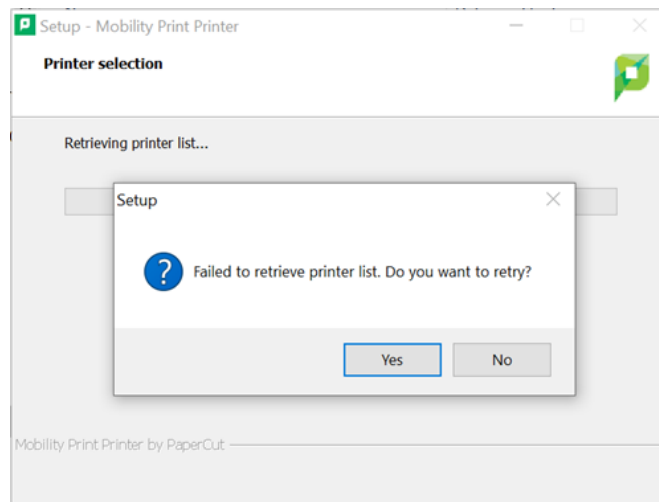 Setup - Mobility Print Printer
Printer selection
Retrieving printer list...
Setup
Failed to retrieve printer list. Do you want to retry?
Yes No
Mobility Print Printer by PaperCut